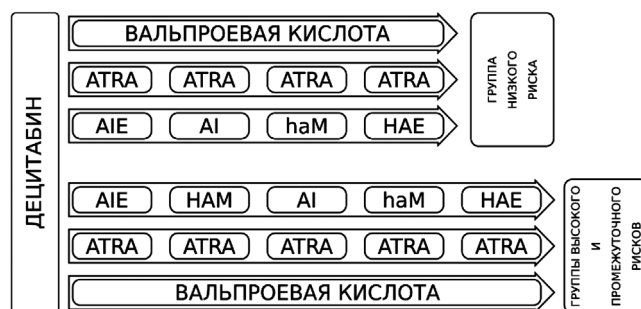 ДЕЦИТАБИН
ВАЛЬПРОЕВАЯ КИСЛОТА
ATRA ATRA ATRA ATRA
AIE AI haM HAE
ГРУППА
НИЗКОГО
РИСКА
AIE HAM AI haM HAE
ATRA ATRA ATRA ATRA ATRA
ВАЛЬПРОЕВАЯ КИСЛОТА
ГРУППЫ ВЫСОКОГО
И
ПРОМЕЖУТОЧНОГО
РИСКОВ